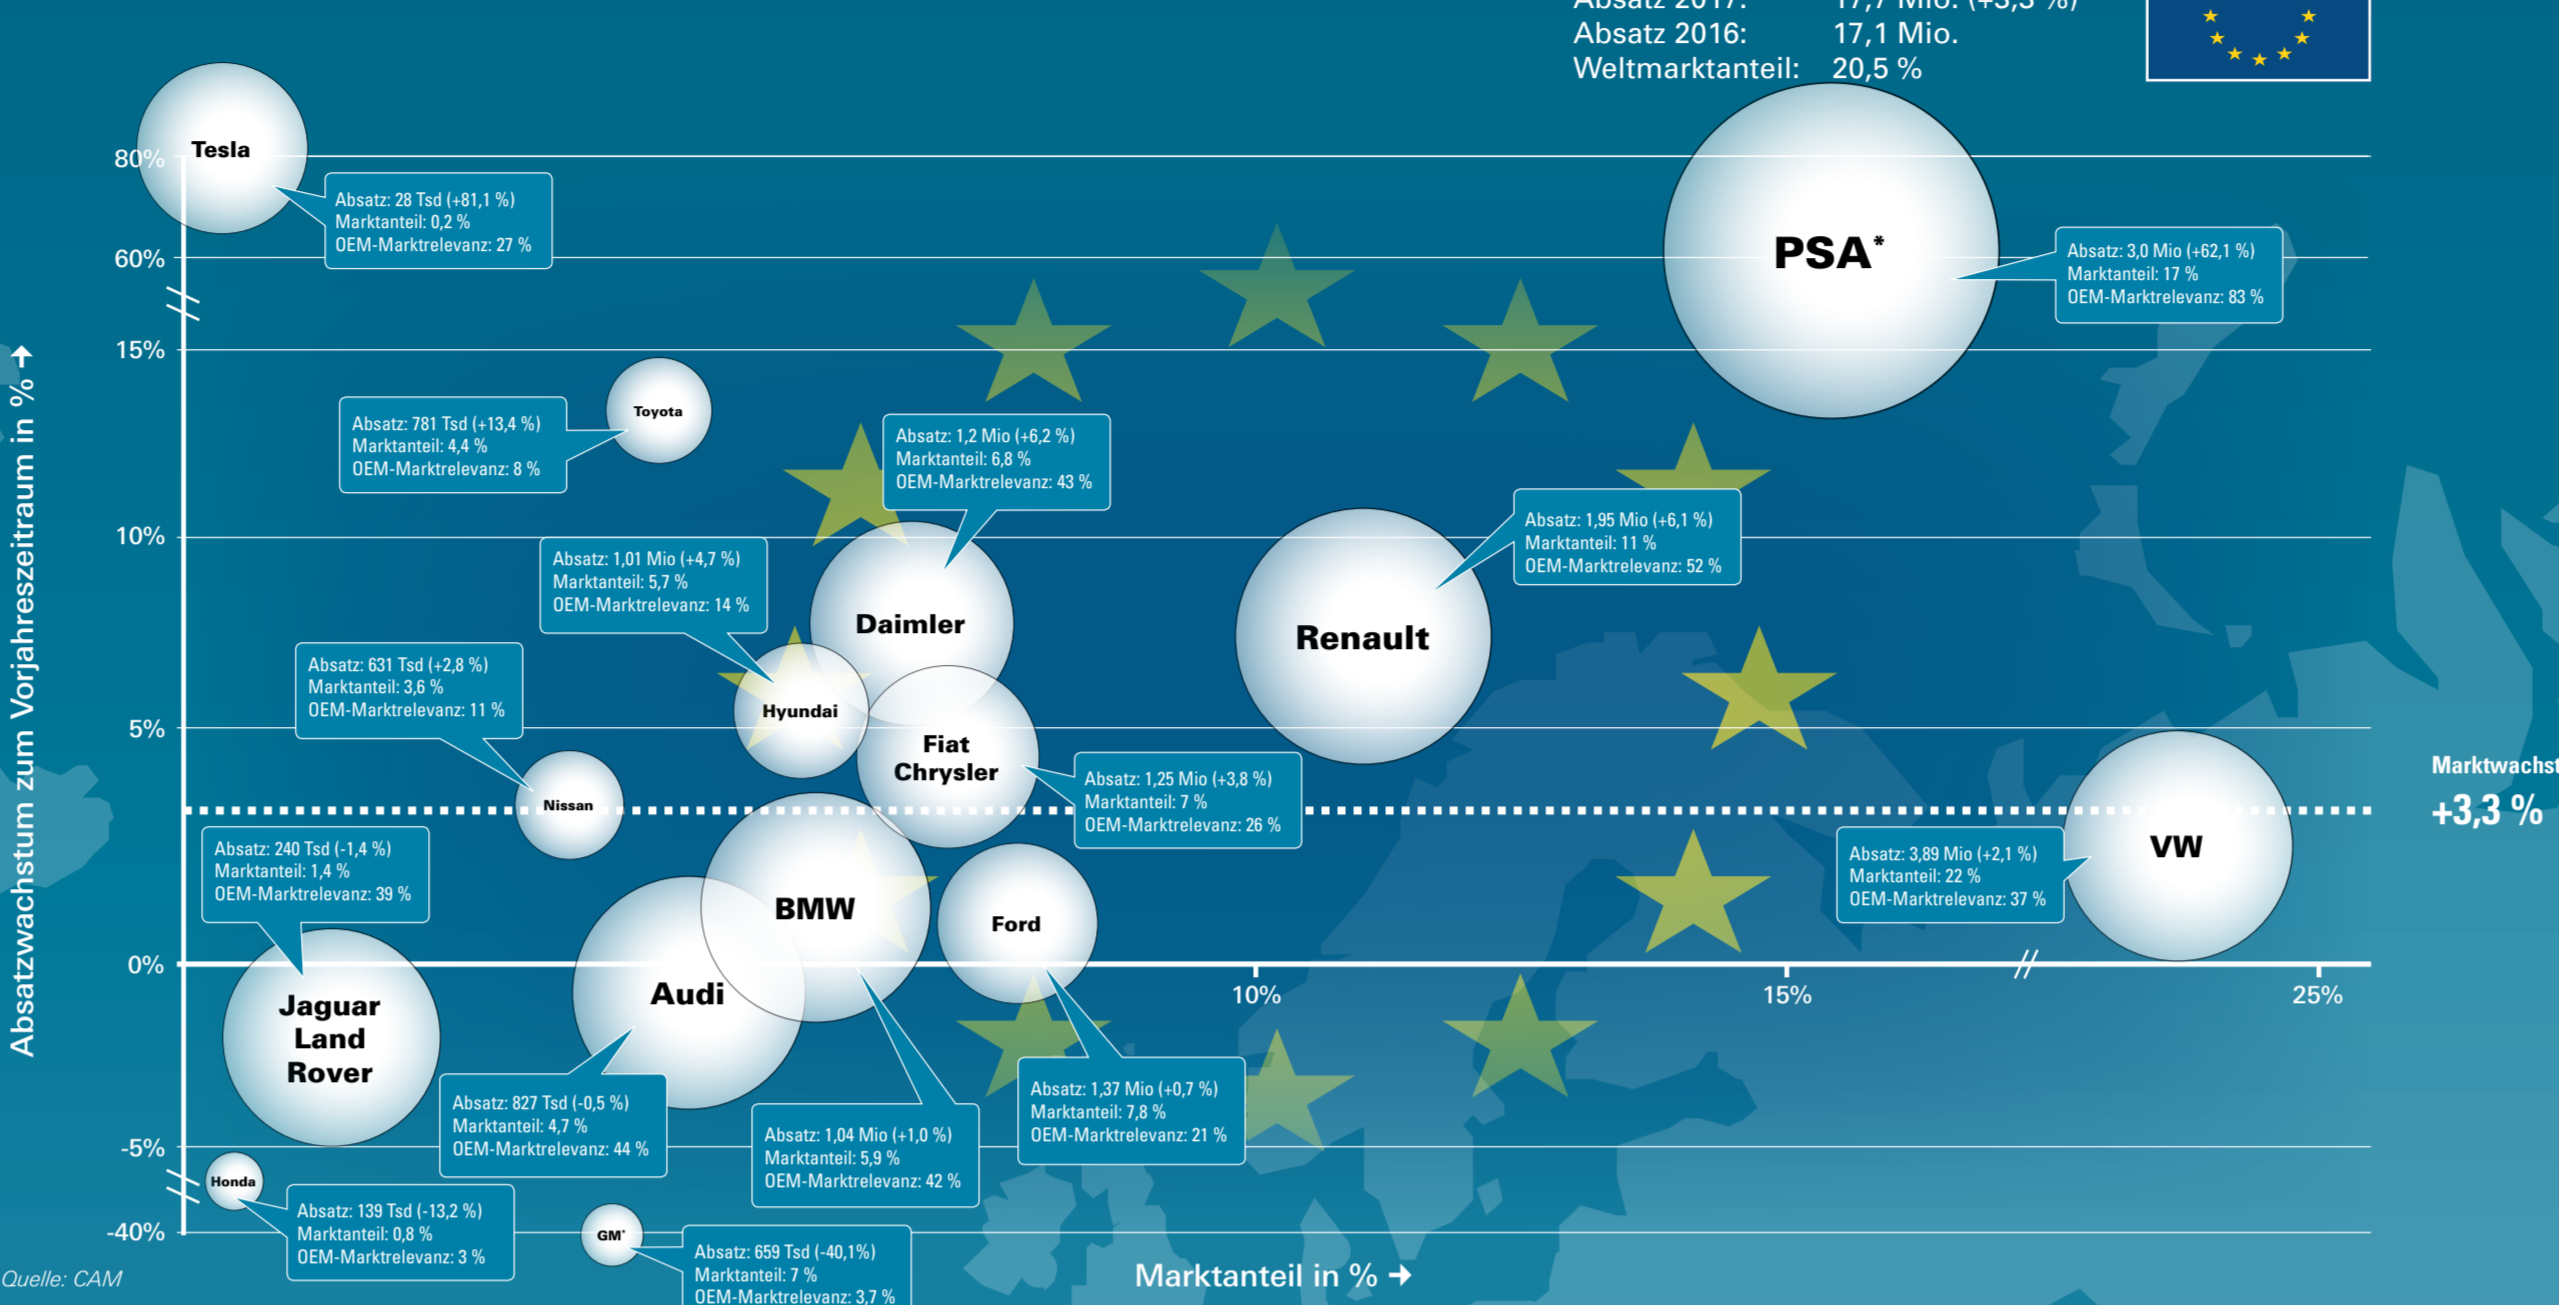 Absatz 2017: 17,7 Mio. (+3,3 %)
Absatz 2016: 17,1 Mio.
Weltmarktanteil: 20,5 %
Absatzwachstum zum Vorjahreszeitraum in % →
80%
60%
15%
10%
5%
0%
-5%
-40%
Tesla
Absatz: 28 Tsd (+81,1 %)
Marktanteil: 0,2 %
OEM-Marktrelevanz: 27 %
PSA*
Absatz: 3,0 Mio (+62,1 %)
Marktanteil: 17 %
OEM-Marktrelevanz: 83 %
Toyota
Absatz: 781 Tsd (+13,4 %)
Marktanteil: 4,4 %
OEM-Marktrelevanz: 8 %
Daimler
Absatz: 1,2 Mio (+6,2 %)
Marktanteil: 6,8 %
OEM-Marktrelevanz: 43 %
Renault
Absatz: 1,95 Mio (+6,1 %)
Marktanteil: 11 %
OEM-Marktrelevanz: 52 %
Hyundai
Absatz: 1,01 Mio (+4,7 %)
Marktanteil: 5,7 %
OEM-Marktrelevanz: 14 %
Nissan
Absatz: 631 Tsd (+2,8 %)
Marktanteil: 3,6 %
OEM-Marktrelevanz: 11 %
Fiat
Chrysler
Absatz: 1,25 Mio (+3,8 %)
Marktanteil: 7 %
OEM-Marktrelevanz: 26 %
Marktwachst
+3,3 %
VW
Absatz: 3,89 Mio (+2,1 %)
Marktanteil: 22 %
OEM-Marktrelevanz: 37 %
Jaguar
Land
Rover
Absatz: 240 Tsd (-1,4 %)
Marktanteil: 1,4 %
OEM-Marktrelevanz: 39 %
Audi
Absatz: 827 Tsd (-0,5 %)
Marktanteil: 4,7 %
OEM-Marktrelevanz: 44 %
BMW
Absatz: 1,04 Mio (+1,0 %)
Marktanteil: 5,9 %
OEM-Marktrelevanz: 42 %
Ford
Absatz: 1,37 Mio (+0,7 %)
Marktanteil: 7,8 %
OEM-Marktrelevanz: 21 %
10%
15%
25%
Honda
Absatz: 139 Tsd (-13,2 %)
Marktanteil: 0,8 %
OEM-Marktrelevanz: 3 %
GM*
Absatz: 659 Tsd (-40,1%)
Marktanteil: 7 %
OEM-Marktrelevanz: 3,7 %
Marktanteil in % →
Quelle: CAM